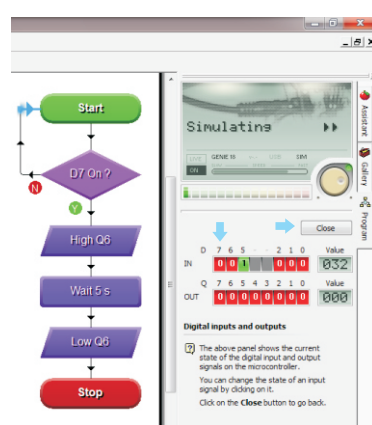 Start
D7 On ?
N
Y
High Q6
Wait 5 s
Low Q6
Stop
Simulating
LIVE GENIE 18 USB SIM
ON
Close
D 7 6 5 - - 2 1 0 Value
IN 0 0 1 0 0 0 032
Q 7 6 5 4 3 2 1 0 Value
OUT 0 0 0 0 0 0 0 0 000
Digital inputs and outputs
The above panel shows the current
state of the digital input and output
signals on the microcontroller.
You can change the state of an input
signal by clicking on it.
Click on the Close button to go back.
Assistant
Gallery
Program